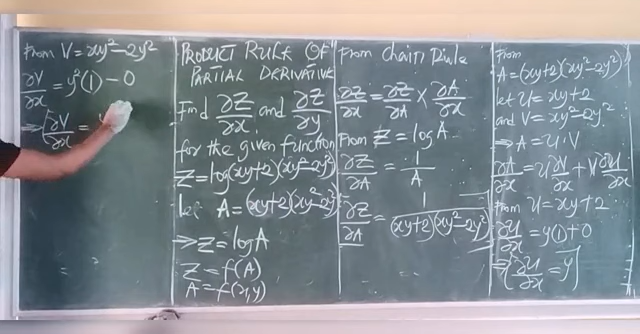 From V = xy² - 2y²
∂V/∂x = y²(1) - 0
⇒ ∂V/∂x = y
PRODUCT RULE OF
PARTIAL DERIVATIVE
Find ∂Z/∂x and ∂Z/∂y
for the given function
Z = log(xy+2)(xy²-2y²)
let A = (xy+2)(xy²-2y²)
⇒ Z = log A
Z = f(A)
A = f(x,y)
From chain Rule
∂Z/∂x = ∂Z/∂A × ∂A/∂x
From Z = log A
∂Z/∂A = 1/A
∂Z/∂A = 1/(xy+2)(xy²-2y²)
From
A = (xy+2)(xy²-2y²)
let U = xy+2
and V = xy²-2y²
⇒ A = U·V
∂A/∂x = U∂V/∂x + V∂U/∂x
From U = xy+2
∂U/∂x = y(1)+0
⇒ ∂U/∂x = y